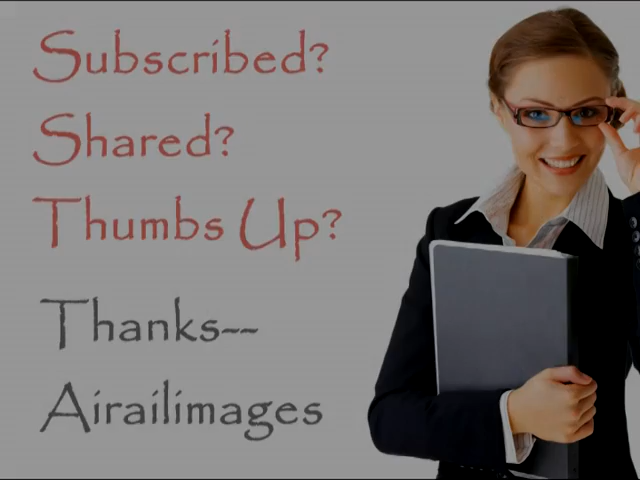 Subscribed?
Shared?
Thumbs Up?
Thanks--
Airailimages